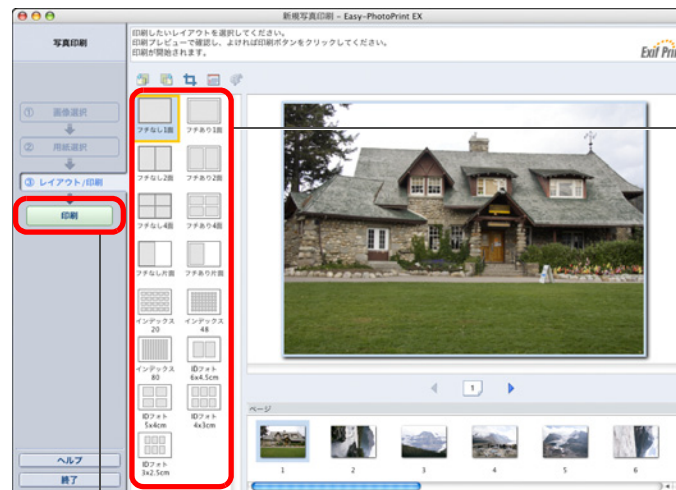 新規写真印刷 - Easy-PhotoPrint EX
写真印刷
印刷したいレイアウトを選択してください。
印刷プレビューで確認し、よければ印刷ボタンをクリックしてください。
印刷が開始されます。
Exif Prin
① 画像選択
② 用紙選択
③ レイアウト/印刷
印刷
フチなし1面 フチあり1面
フチなし2面 フチあり2面
フチなし4面 フチあり4面
フチなし片面 フチあり片面
インデックス 20 インデックス 48
インデックス 80 IDフォト 6x4.5cm
IDフォト 5x4cm IDフォト 4x3cm
IDフォト 3x2.5cm
1
ページ
1 2 3 4 5 6
ヘルプ
終了